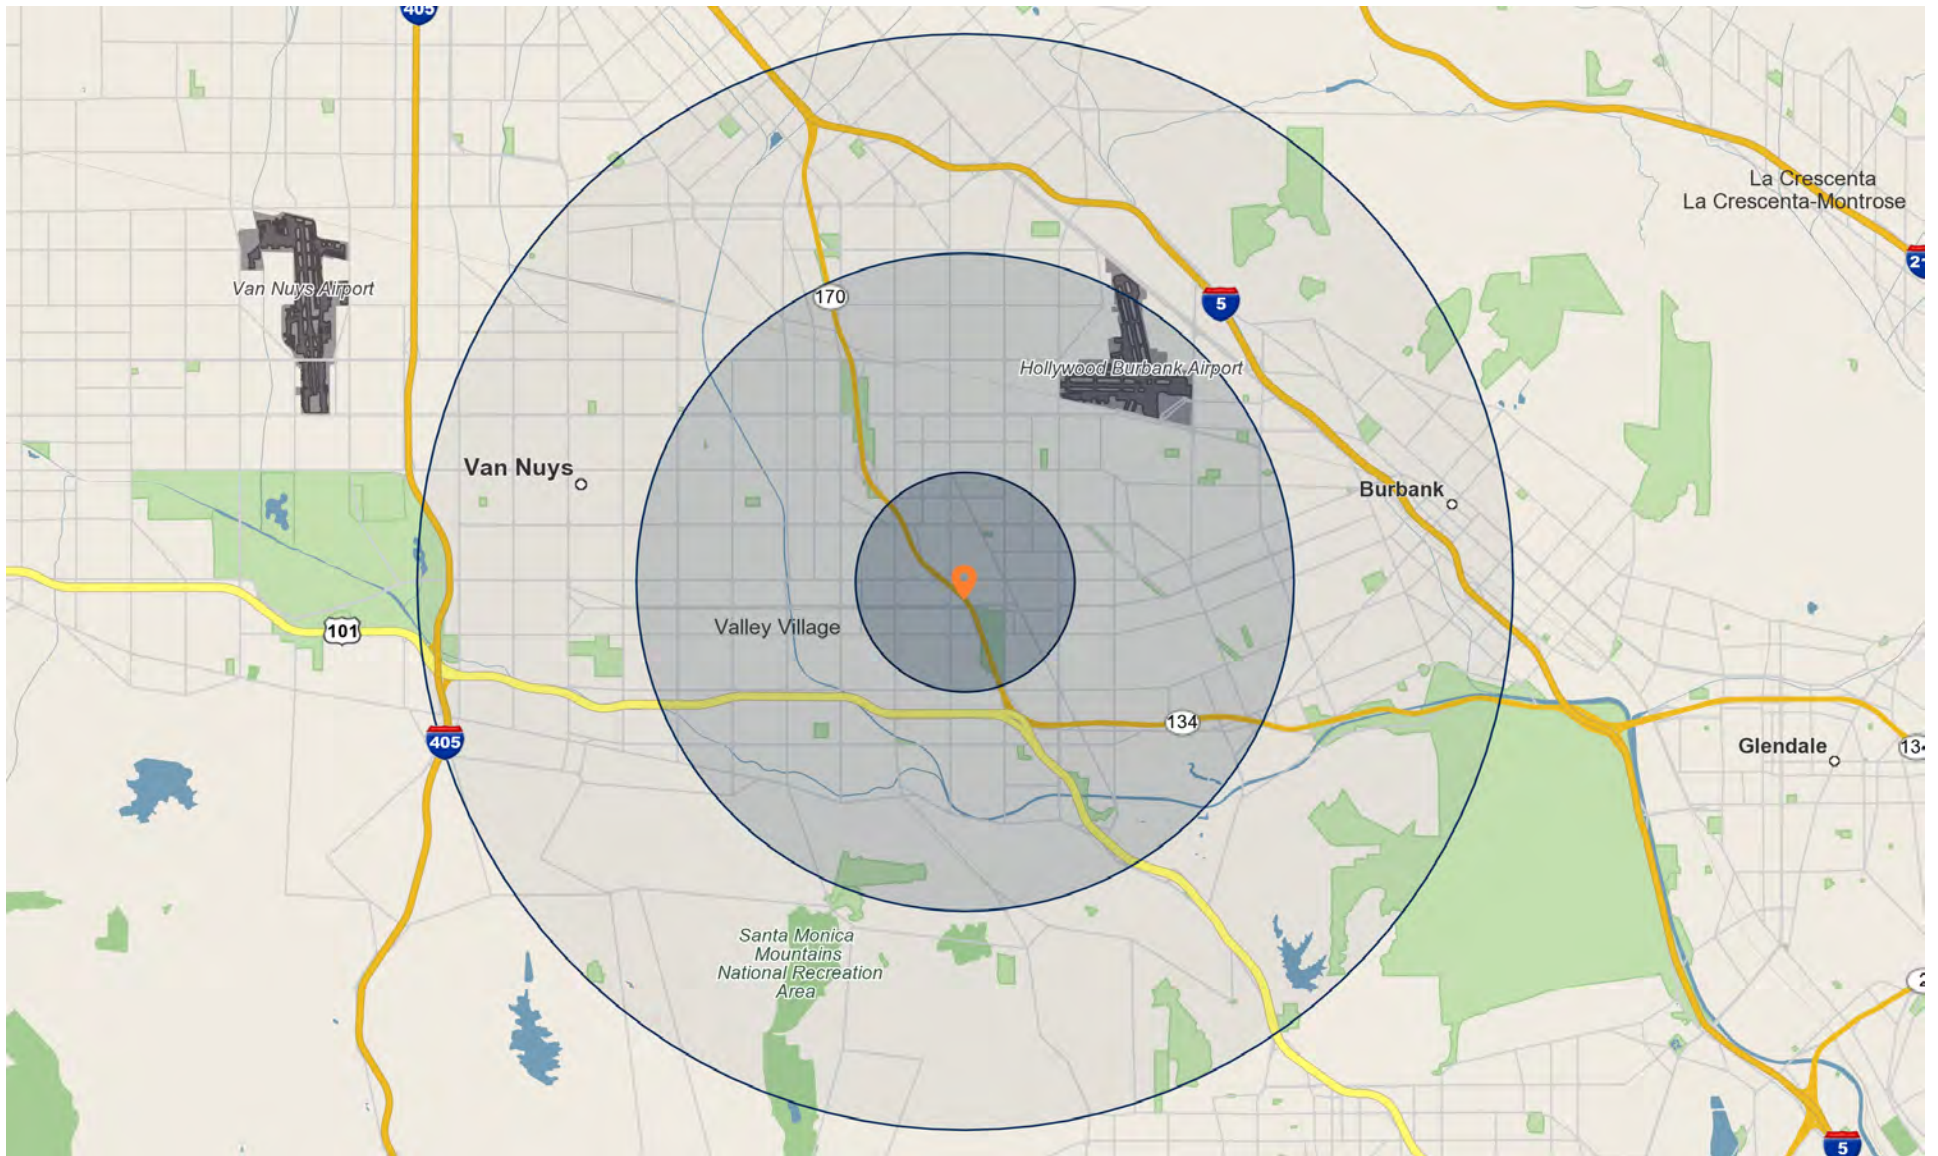 405
La Crescenta
La Crescenta-Montrose
Van Nuys Airport
170
5
Hollywood Burbank Airport
Van Nuys
Burbank
Valley Village
101
134
405
Glendale
Santa Monica
Mountains
National Recreation
Area
5